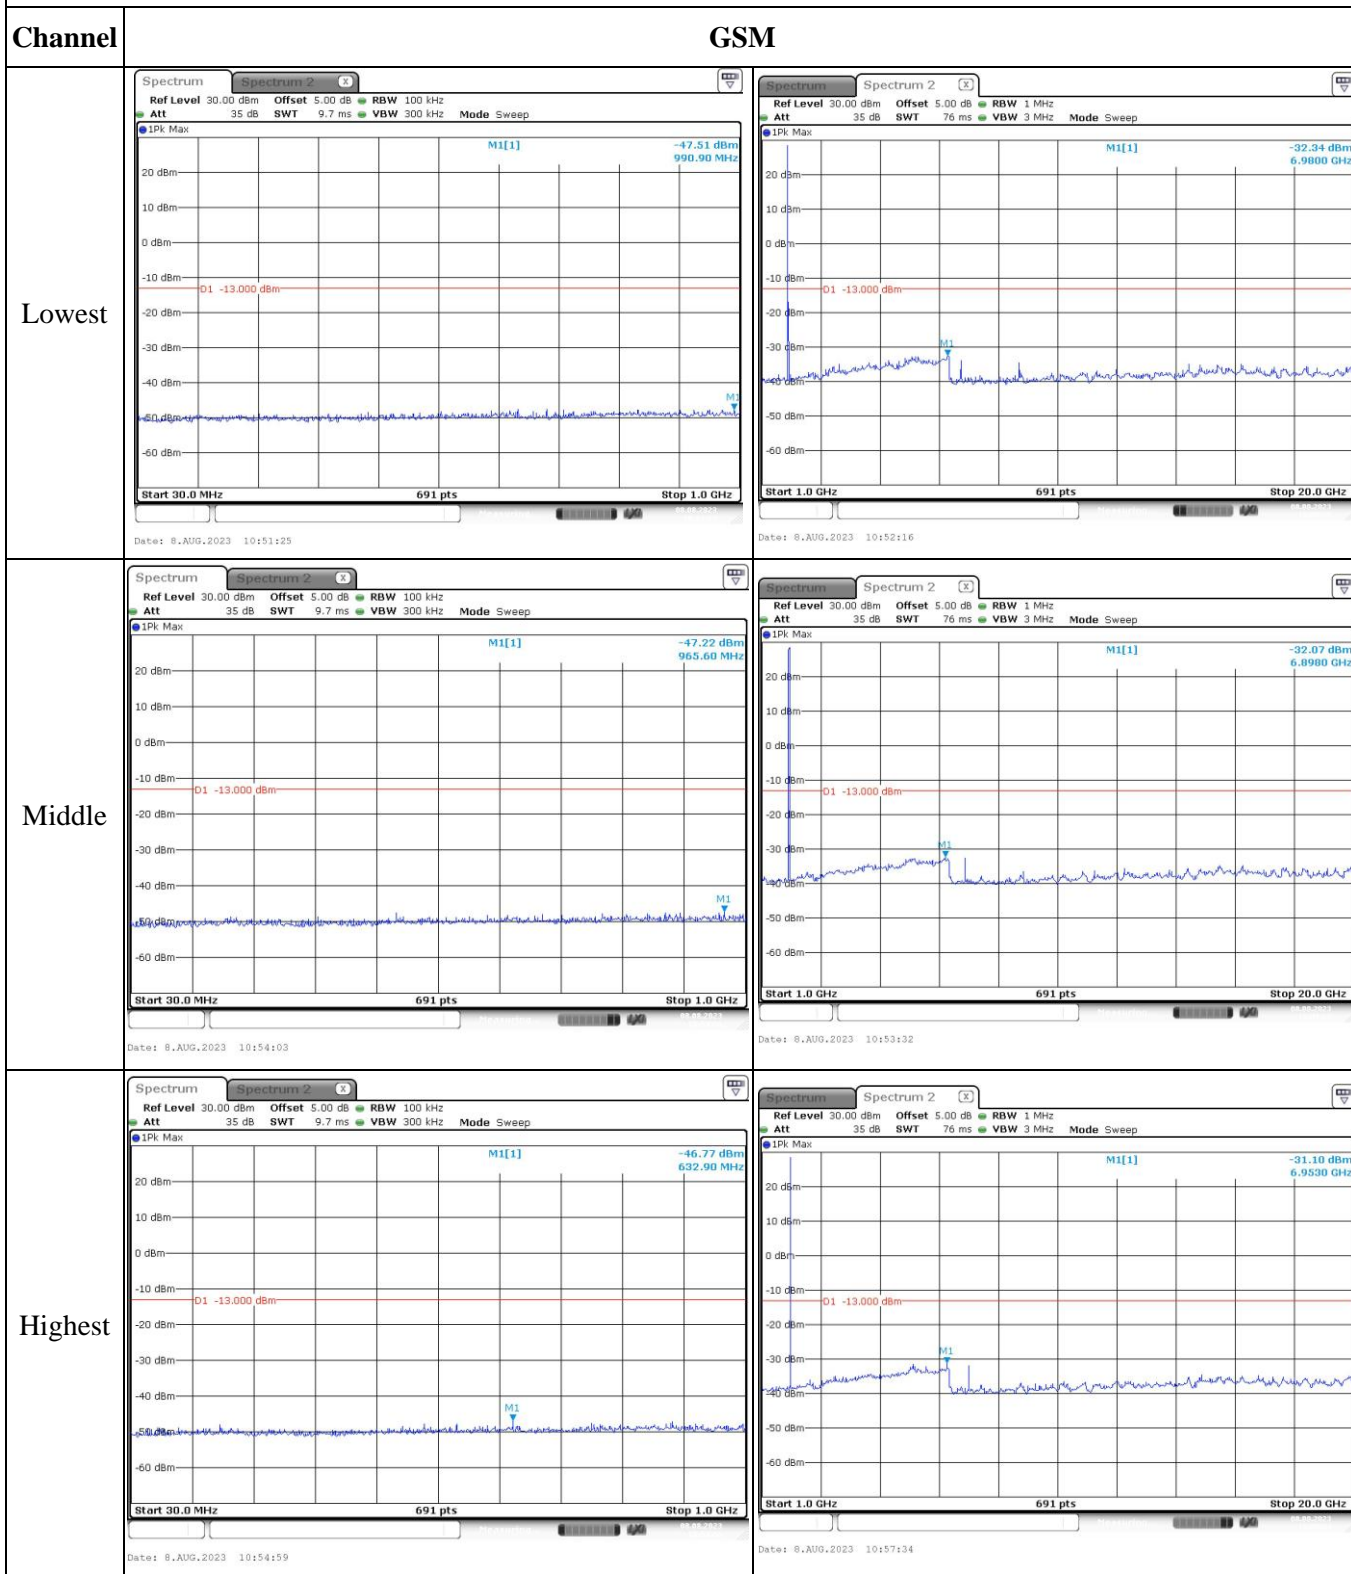 Channel GSM
Lowest
Spectrum Spectrum 2 X
Ref Level 30.00 dBm Offset 5.00 dB RBW 100 kHz
Att 35 dB SWT 9.7 ms VBW 300 kHz Mode Sweep
1Pk Max
M1[1] -47.51 dBm
990.90 MHz
20 dBm
10 dBm
0 dBm
-10 dBm
D1 -13.000 dBm
-20 dBm
-30 dBm
-40 dBm
M1
-50 dBm
-60 dBm
Start 30.0 MHz 691 pts Stop 1.0 GHz
Date: 8.AUG.2023 10:51:25
Spectrum Spectrum 2 X
Ref Level 30.00 dBm Offset 5.00 dB RBW 1 MHz
Att 35 dB SWT 76 ms VBW 3 MHz Mode Sweep
1Pk Max
M1[1] -32.34 dBm
6.9800 GHz
20 dBm
10 dBm
0 dBm
-10 dBm
D1 -13.000 dBm
-20 dBm
-30 dBm
M1
-40 dBm
-50 dBm
-60 dBm
Start 1.0 GHz 691 pts Stop 20.0 GHz
Date: 8.AUG.2023 10:52:16
Middle
Spectrum Spectrum 2 X
Ref Level 30.00 dBm Offset 5.00 dB RBW 100 kHz
Att 35 dB SWT 9.7 ms VBW 300 kHz Mode Sweep
1Pk Max
M1[1] -47.22 dBm
965.60 MHz
20 dBm
10 dBm
0 dBm
-10 dBm
D1 -13.000 dBm
-20 dBm
-30 dBm
-40 dBm
M1
-50 dBm
-60 dBm
Start 30.0 MHz 691 pts Stop 1.0 GHz
Date: 8.AUG.2023 10:54:03
Spectrum Spectrum 2 X
Ref Level 30.00 dBm Offset 5.00 dB RBW 1 MHz
Att 35 dB SWT 76 ms VBW 3 MHz Mode Sweep
1Pk Max
M1[1] -32.07 dBm
6.8980 GHz
20 dBm
10 dBm
0 dBm
-10 dBm
D1 -13.000 dBm
-20 dBm
-30 dBm
M1
-40 dBm
-50 dBm
-60 dBm
Start 1.0 GHz 691 pts Stop 20.0 GHz
Date: 8.AUG.2023 10:53:32
Highest
Spectrum Spectrum 2 X
Ref Level 30.00 dBm Offset 5.00 dB RBW 100 kHz
Att 35 dB SWT 9.7 ms VBW 300 kHz Mode Sweep
1Pk Max
M1[1] -46.77 dBm
632.90 MHz
20 dBm
10 dBm
0 dBm
-10 dBm
D1 -13.000 dBm
-20 dBm
-30 dBm
-40 dBm
M1
-50 dBm
-60 dBm
Start 30.0 MHz 691 pts Stop 1.0 GHz
Date: 8.AUG.2023 10:54:59
Spectrum Spectrum 2 X
Ref Level 30.00 dBm Offset 5.00 dB RBW 1 MHz
Att 35 dB SWT 76 ms VBW 3 MHz Mode Sweep
1Pk Max
M1[1] -31.10 dBm
6.9530 GHz
20 dBm
10 dBm
0 dBm
-10 dBm
D1 -13.000 dBm
-20 dBm
-30 dBm
M1
-40 dBm
-50 dBm
-60 dBm
Start 1.0 GHz 691 pts Stop 20.0 GHz
Date: 8.AUG.2023 10:57:34